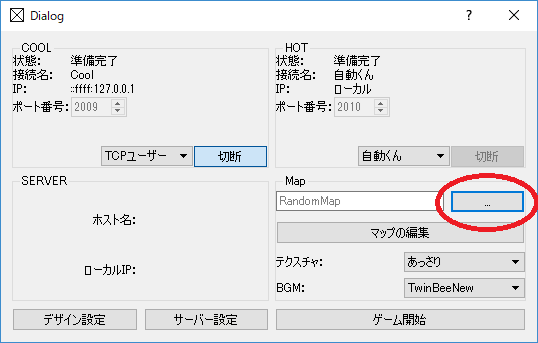 Dialog
?
COOL
状態: 準備完了
接続名: Cool
IP: ::ffff:127.0.0.1
ポート番号: 2009
TCPユーザー 切断
HOT
状態: 準備完了
接続名: 自動くん
IP: ローカル
ポート番号: 2010
自動くん 切断
SERVER
ホスト名:
ローカルIP:
Map
RandomMap ...
マップの編集
テクスチャ: あっさり
BGM: TwinBeeNew
デザイン設定 サーバー設定 ゲーム開始